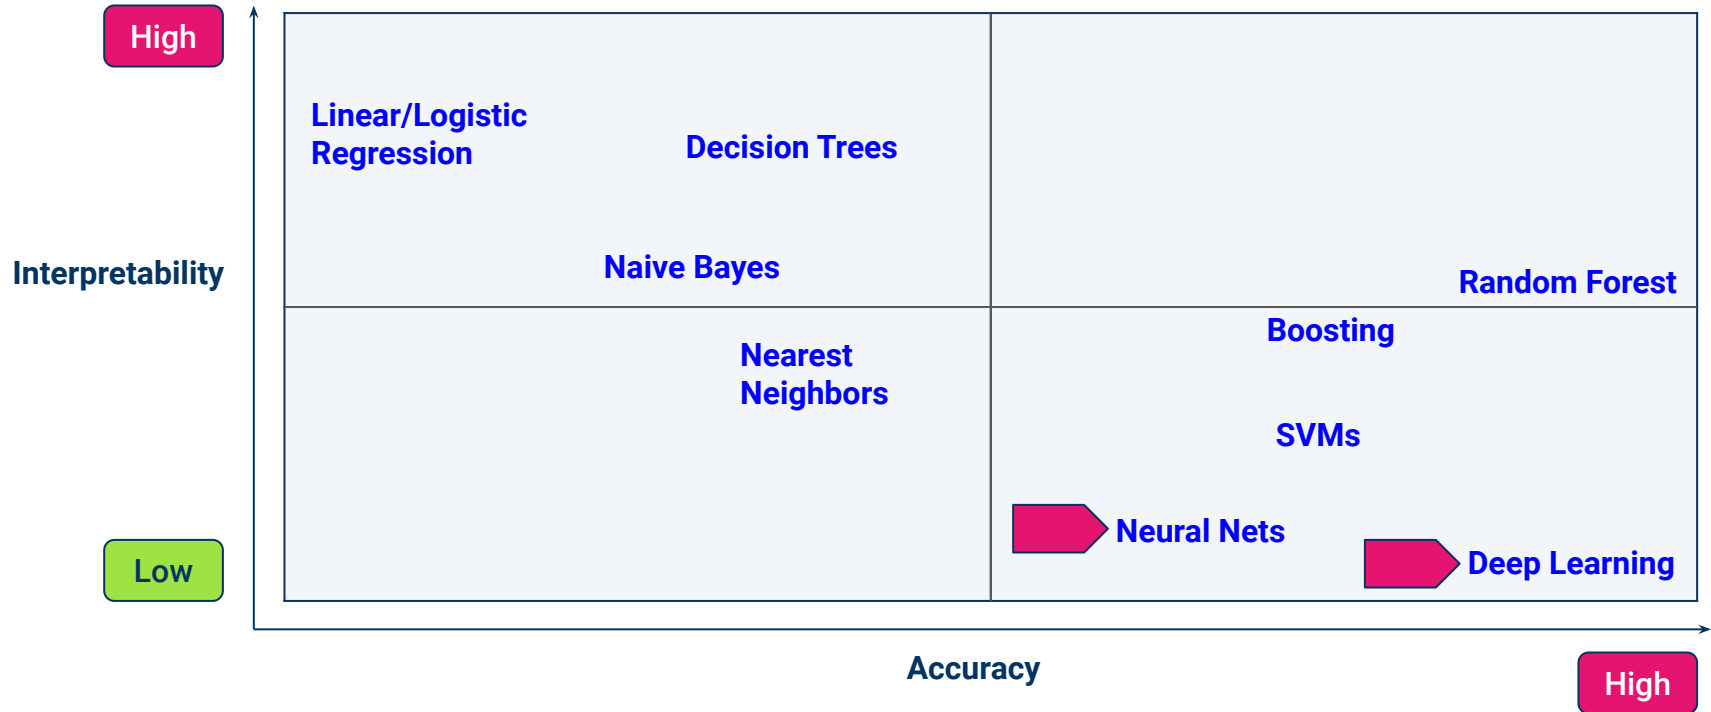 High
Linear/Logistic
Regression
Decision Trees
Interpretability
Naive Bayes
Random Forest
Boosting
Nearest
Neighbors
SVMs
Neural Nets
Low
Deep Learning
Accuracy
High